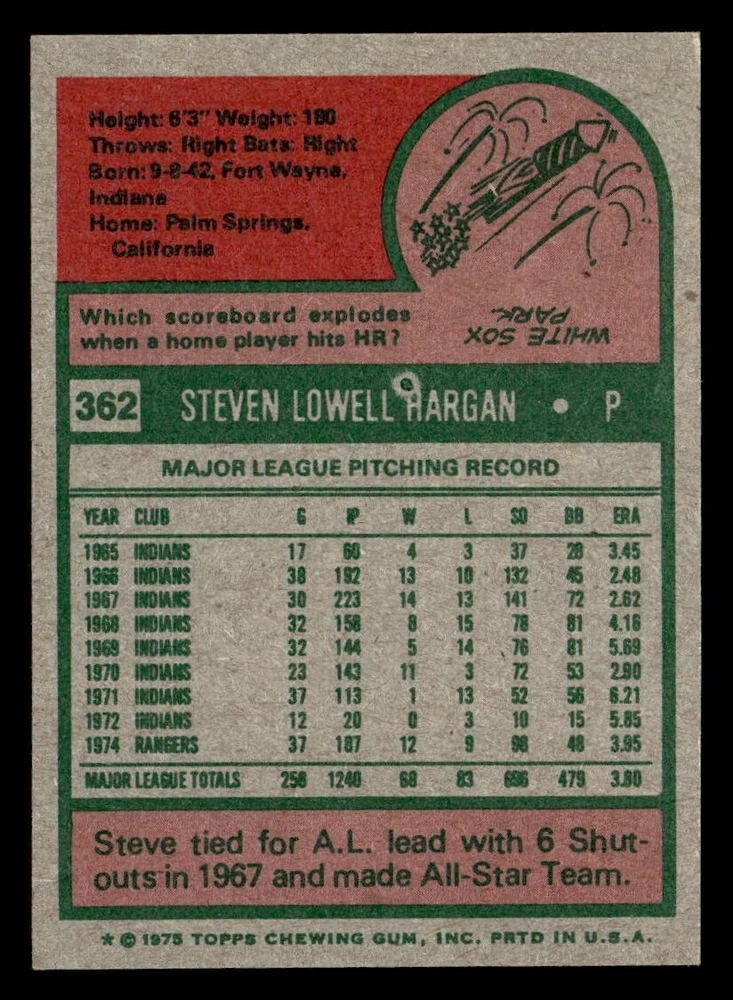 Height: 6'3" Weight: 180
Throws: Right Bats: Right
Born: 9-8-42, Fort Wayne,
Indiana
Home: Palm Springs,
California
Which scoreboard explodes
when a home player hits HR?
WHITE SOX
PARK.
362 STEVEN LOWELL HARGAN • P
MAJOR LEAGUE PITCHING RECORD
YEAR CLUB G IP W L SO BB ERA
1965 INDIANS 17 60 4 3 37 28 3.45
1966 INDIANS 38 192 13 10 132 45 2.48
1967 INDIANS 30 223 14 13 141 72 2.62
1968 INDIANS 32 158 8 15 78 81 4.16
1969 INDIANS 32 144 5 14 76 81 5.69
1970 INDIANS 23 143 11 3 72 53 2.90
1971 INDIANS 37 113 1 13 52 56 6.21
1972 INDIANS 12 20 0 3 10 15 5.85
1974 RANGERS 37 187 12 9 98 48 3.95
MAJOR LEAGUE TOTALS 258 1240 68 83 696 479 3.80
Steve tied for A.L. lead with 6 Shut-
outs in 1967 and made All-Star Team.
* © 1975 TOPPS CHEWING GUM, INC. PRTD IN U.S.A.